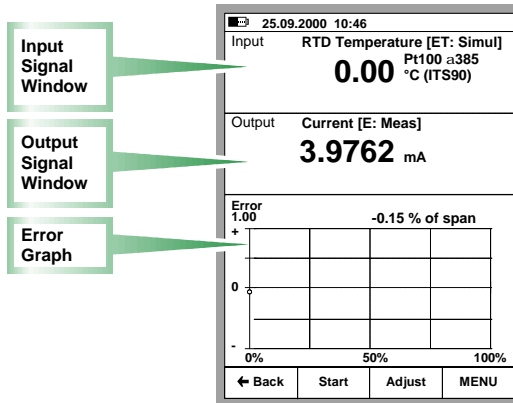 25.09.2000 10:46
Input
Signal
Window
Input RTD Temperature [ET: Simul]
0.00 Pt100 a385
°C (ITS90)
Output
Signal
Window
Output Current [E: Meas]
3.9762 mA
Error
Graph
Error
1.00 -0.15 % of span
+
0
-
0% 50% 100%
← Back Start Adjust MENU